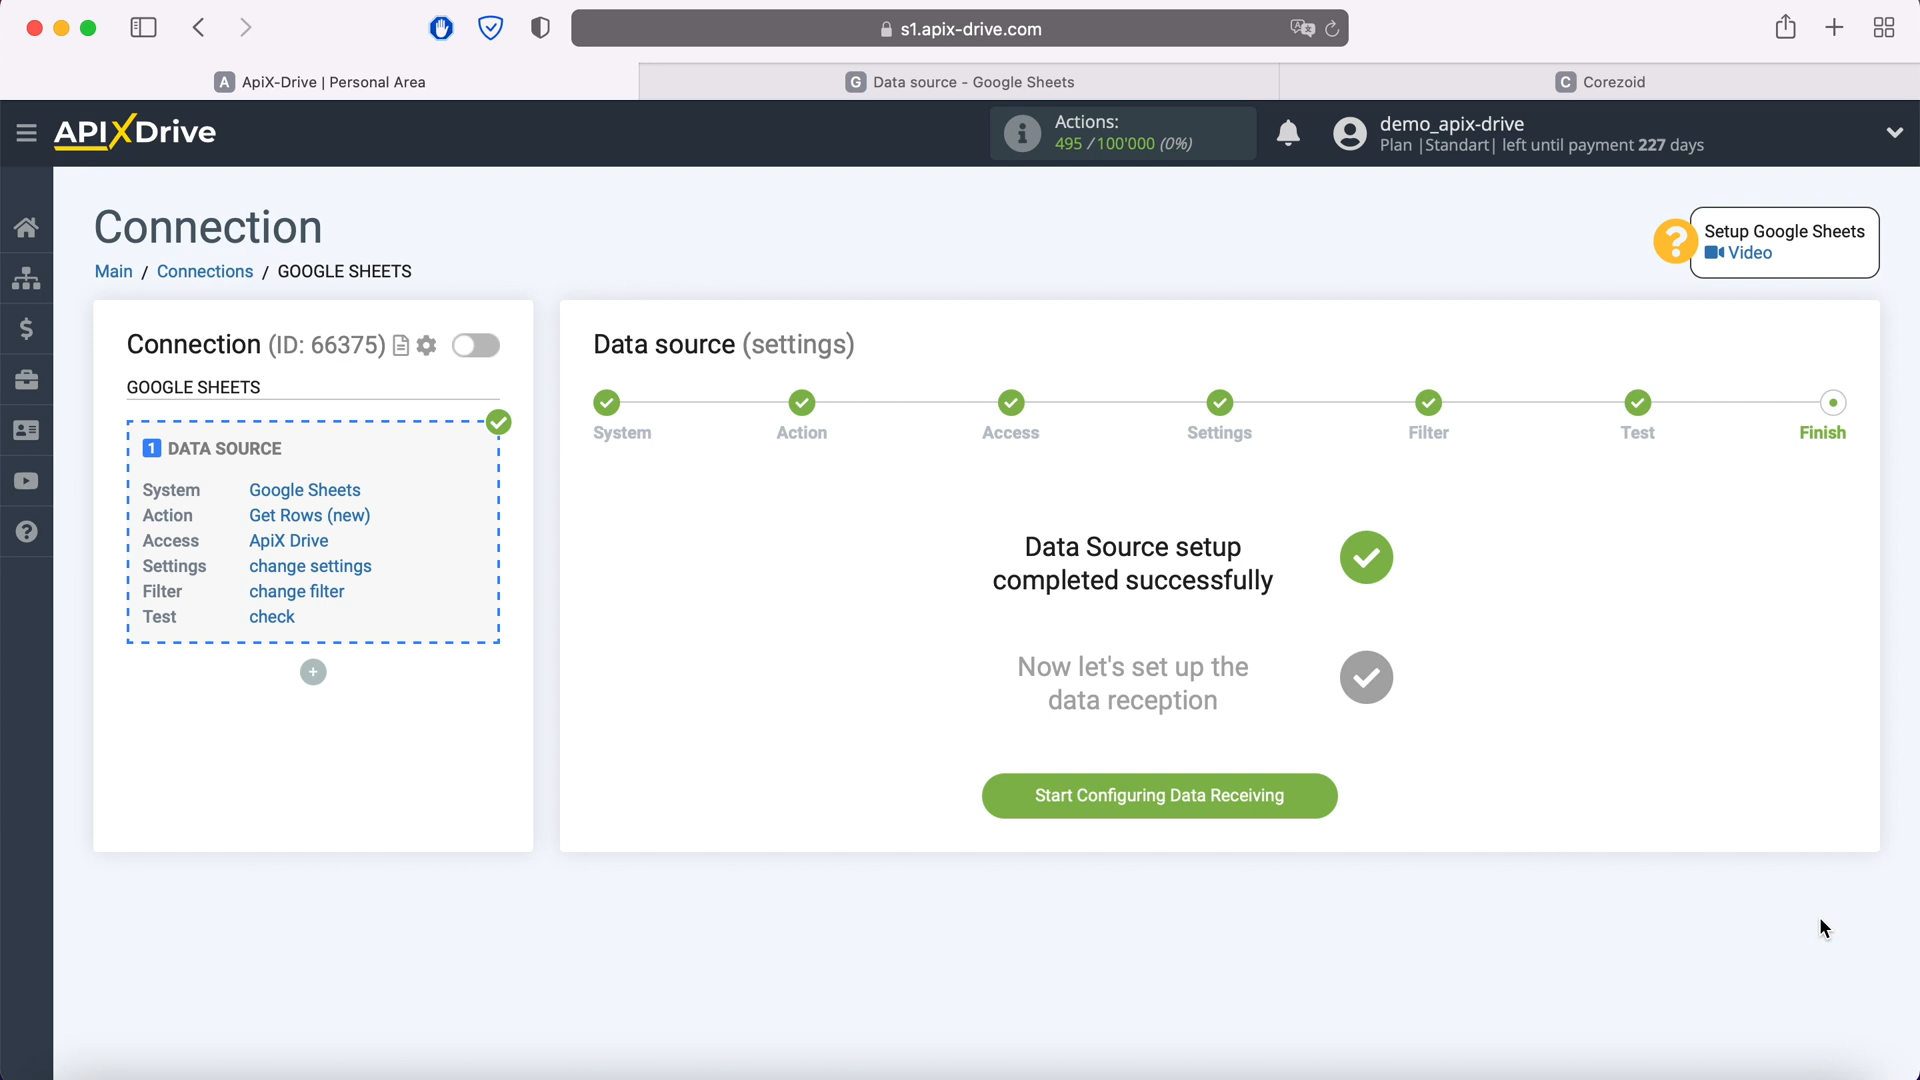 s1.apix-drive.com
A ApiX-Drive | Personal Area
G Data source - Google Sheets
C Corezoid
APIXDrive
Actions:
495 / 100'000 (0%)
demo_apix-drive
Plan |Standart| left until payment 227 days
Connection
Main / Connections / GOOGLE SHEETS
Setup Google Sheets
Video
Connection (ID: 66375)
GOOGLE SHEETS
1 DATA SOURCE
System Google Sheets
Action Get Rows (new)
Access ApiX Drive
Settings change settings
Filter change filter
Test check
Data source (settings)
System Action Access Settings Filter Test Finish
Data Source setup
completed successfully
Now let's set up the
data reception
Start Configuring Data Receiving